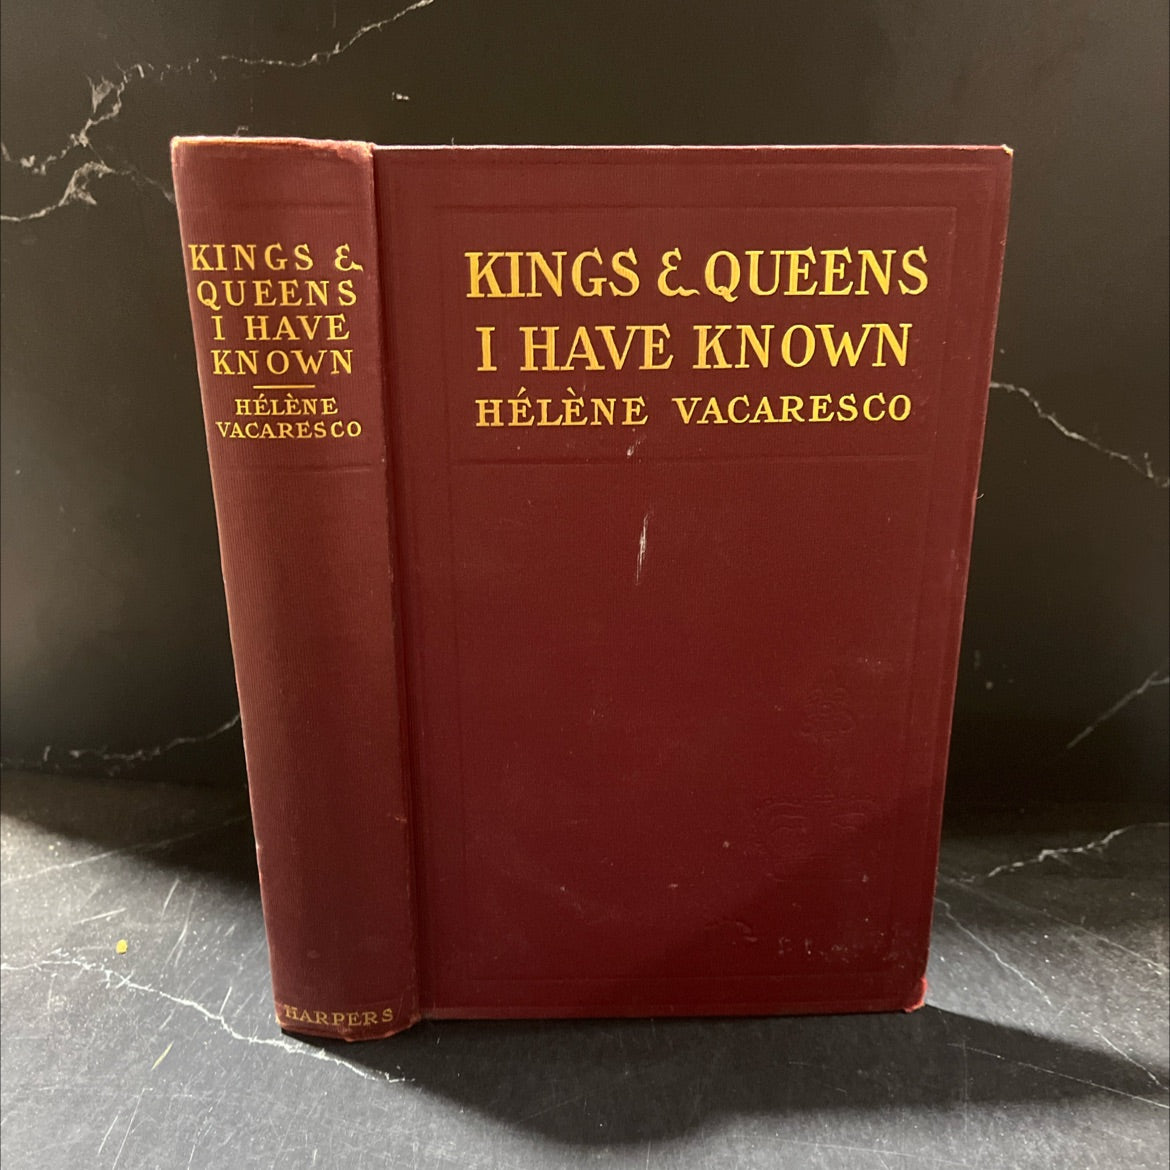 KINGS &
QUEENS
I HAVE
KNOWN
HÉLÈNE
VACARESCO
HARPERS
KINGS & QUEENS
I HAVE KNOWN
HÉLÈNE VACARESCO